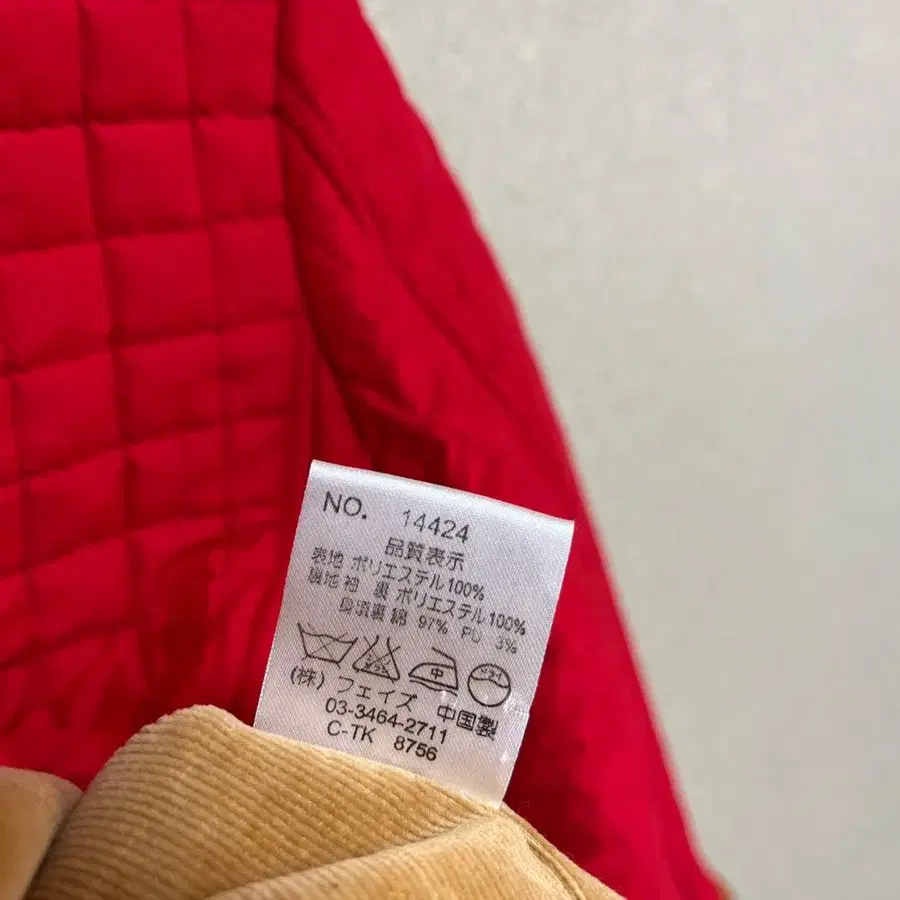 NO. 14424
品質表示
表地 ポリエステル100%
裏地 袖 裏 ポリエステル100%
身頃裏 綿 97% PU 3%
中
(株) フェイズ 中国製
03-3464-2711
C-TK 8756